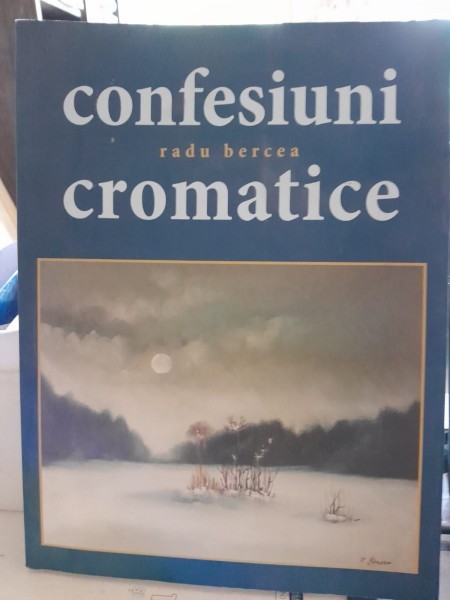 confesiuni
radu bercea
cromatice